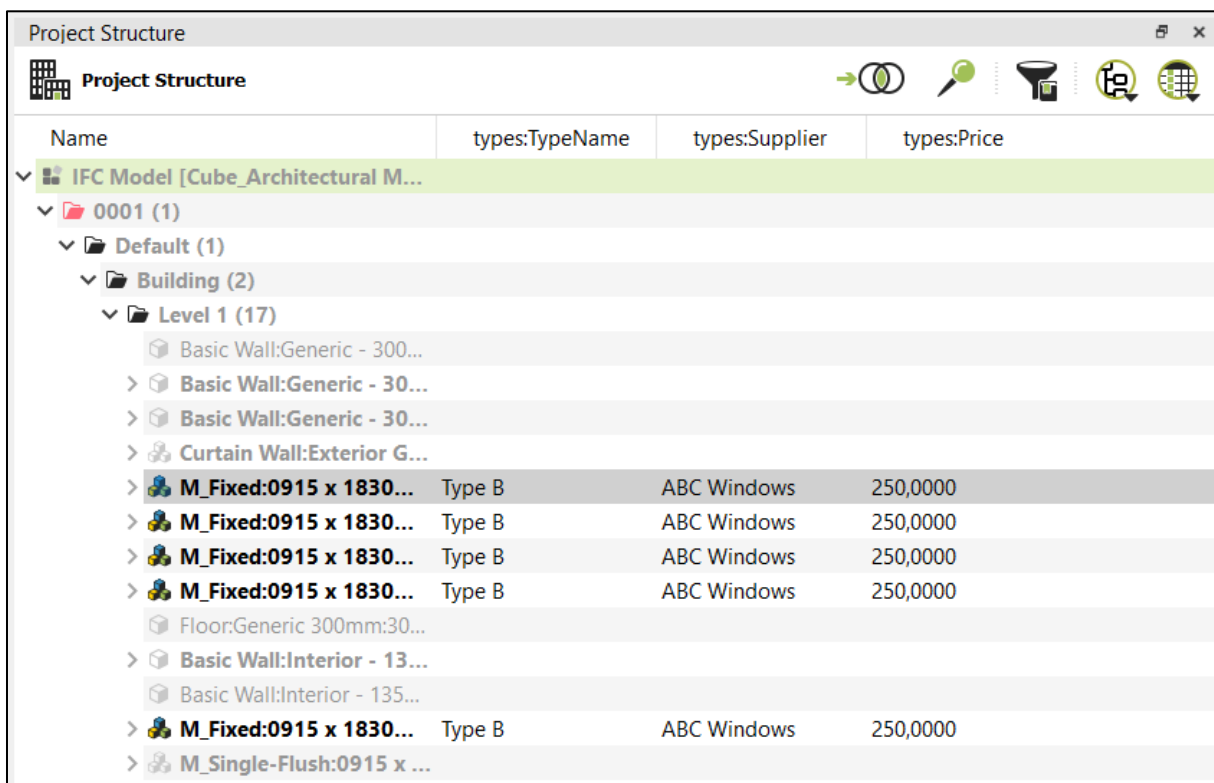 Project Structure
Project Structure
Name types:TypeName types:Supplier types:Price
IFC Model [Cube_Architectural M...
0001 (1)
Default (1)
Building (2)
Level 1 (17)
Basic Wall:Generic - 300...
Basic Wall:Generic - 30...
Basic Wall:Generic - 30...
Curtain Wall:Exterior G...
M_Fixed:0915 x 1830... Type B ABC Windows 250,0000
M_Fixed:0915 x 1830... Type B ABC Windows 250,0000
M_Fixed:0915 x 1830... Type B ABC Windows 250,0000
M_Fixed:0915 x 1830... Type B ABC Windows 250,0000
Floor:Generic 300mm:30...
Basic Wall:Interior - 13...
Basic Wall:Interior - 135...
M_Fixed:0915 x 1830... Type B ABC Windows 250,0000
M_Single-Flush:0915 x ...